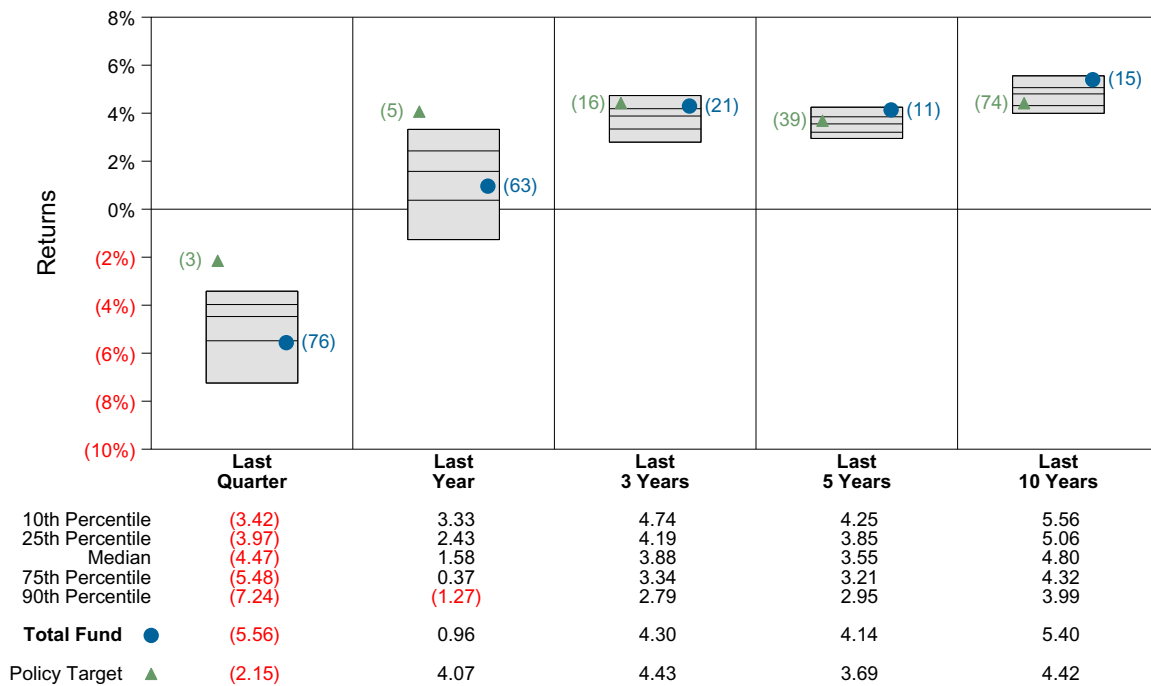 8%
6%
4%
2%
0%
(2%)
(4%)
(6%)
(8%)
(10%)
Returns
(3)
(76)
(5)
(63)
(16)
(21)
(39)
(11)
(74)
(15)
Last Last Last Last Last
Quarter Year 3 Years 5 Years 10 Years
10th Percentile (3.42) 3.33 4.74 4.25 5.56
25th Percentile (3.97) 2.43 4.19 3.85 5.06
Median (4.47) 1.58 3.88 3.55 4.80
75th Percentile (5.48) 0.37 3.34 3.21 4.32
90th Percentile (7.24) (1.27) 2.79 2.95 3.99
Total Fund (5.56) 0.96 4.30 4.14 5.40
Policy Target (2.15) 4.07 4.43 3.69 4.42